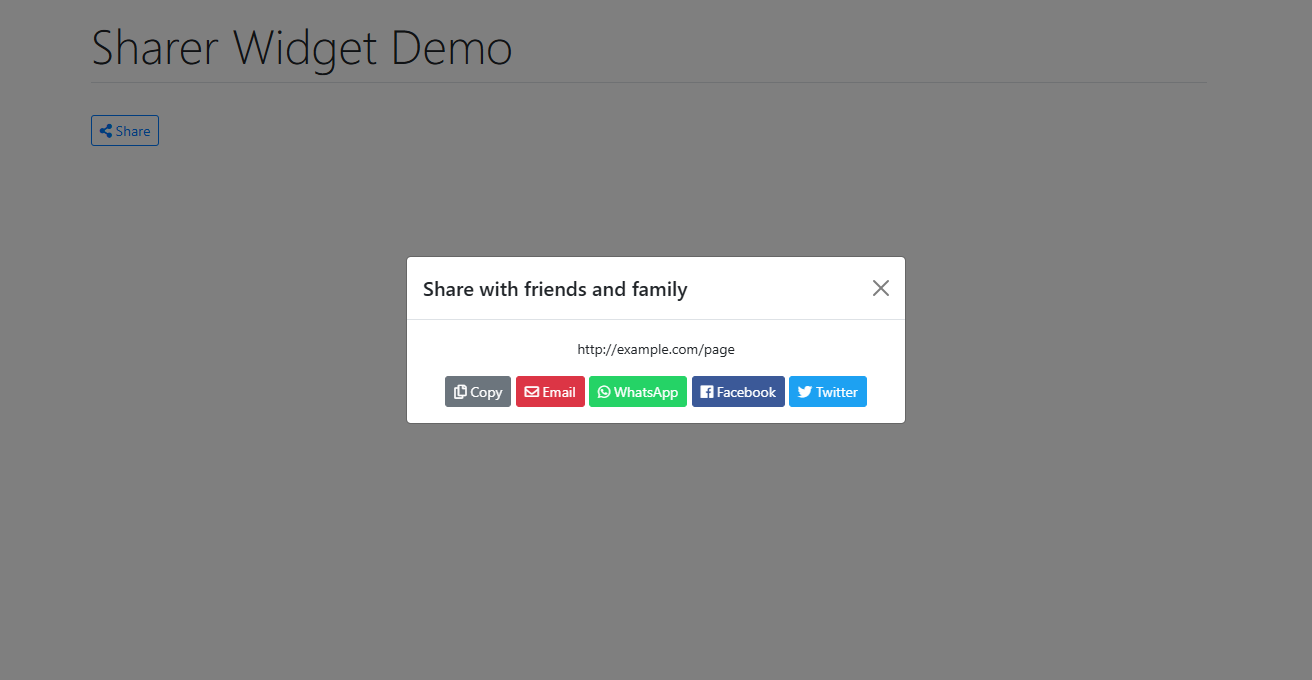 Sharer Widget Demo
Share
Share with friends and family
http://example.com/page
Copy Email WhatsApp Facebook Twitter